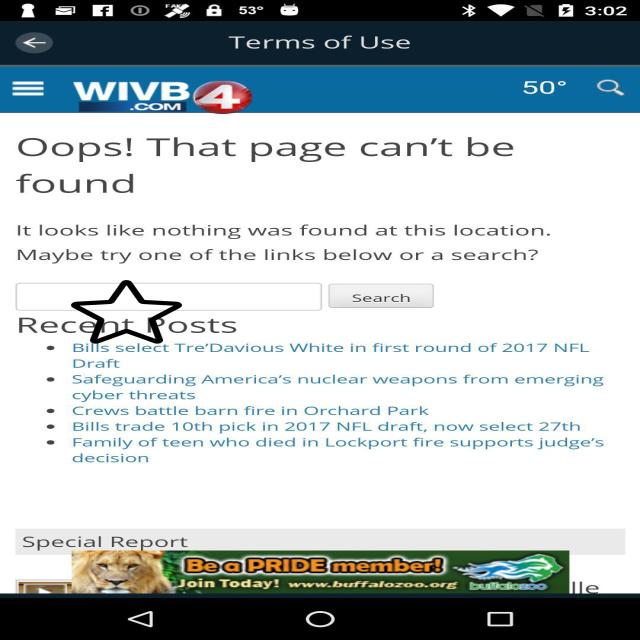 53° 3:02
Terms of Use
WIVB 4 50°
.COM
Oops! That page can't be
found
It looks like nothing was found at this location.
Maybe try one of the links below or a search?
Search
Recent Posts
Bills select Tre'Davious White in first round of 2017 NFL
Draft
Safeguarding America's nuclear weapons from emerging
cyber threats
Crews battle barn fire in Orchard Park
Bills trade 10th pick in 2017 NFL draft, now select 27th
Family of teen who died in Lockport fire supports judge's
decision
Special Report
Be a PRIDE member!
Join Today! www.buffalozoo.org buffalozoo